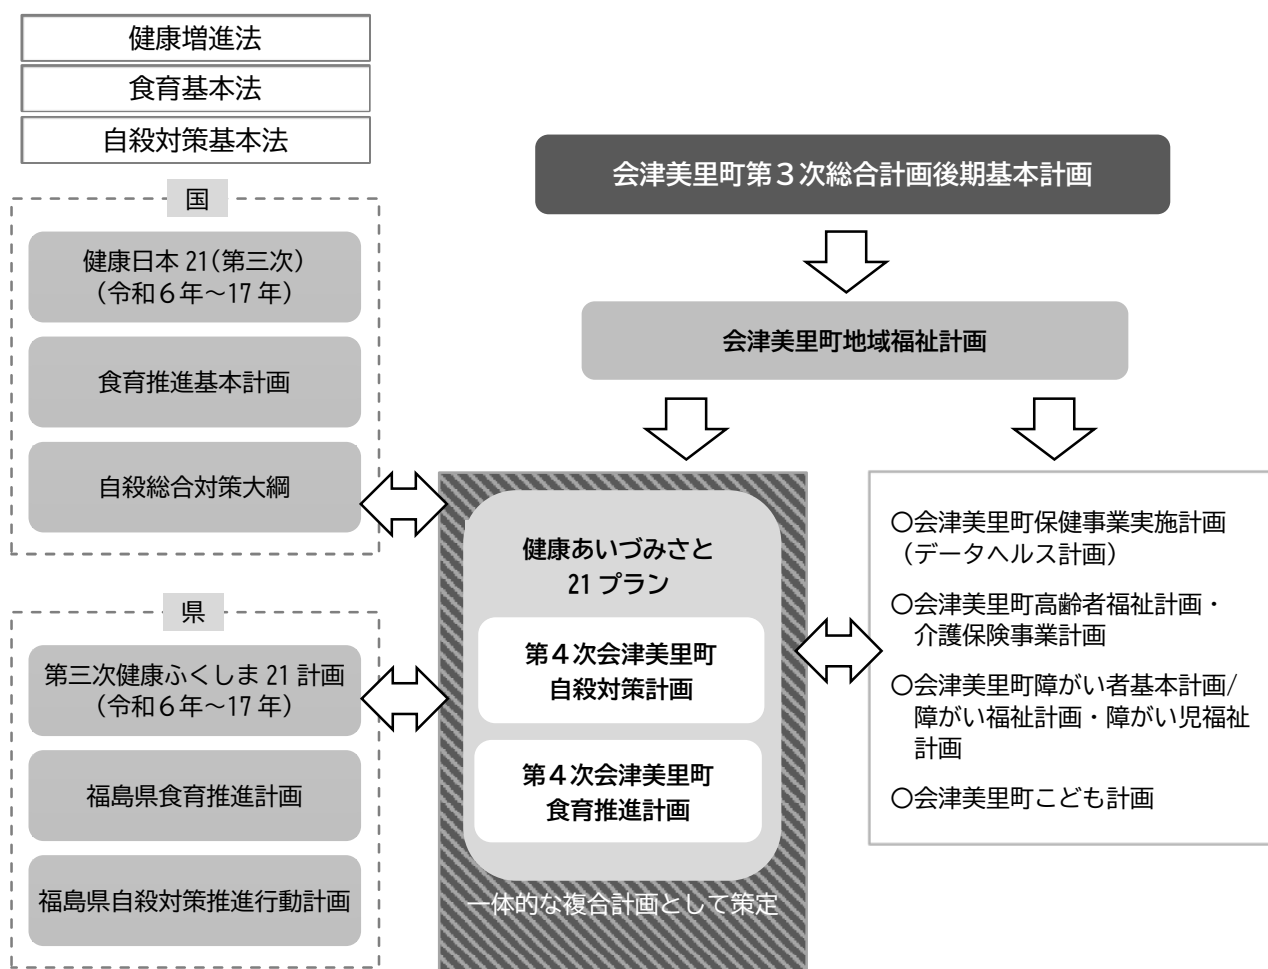 健康増進法
食育基本法
自殺対策基本法
国
健康日本 21(第三次)
(令和6年～17 年)
食育推進基本計画
自殺総合対策大綱
県
第三次健康ふくしま 21 計画
(令和6年～17 年)
福島県食育推進計画
福島県自殺対策推進行動計画
会津美里町第３次総合計画後期基本計画
会津美里町地域福祉計画
健康あいづみさと
21 プラン
第４次会津美里町
自殺対策計画
第４次会津美里町
食育推進計画
一体的な複合計画として策定
○会津美里町保健事業実施計画
（データヘルス計画）
○会津美里町高齢者福祉計画・
介護保険事業計画
○会津美里町障がい者基本計画/
障がい福祉計画・障がい児福祉
計画
○会津美里町こども計画